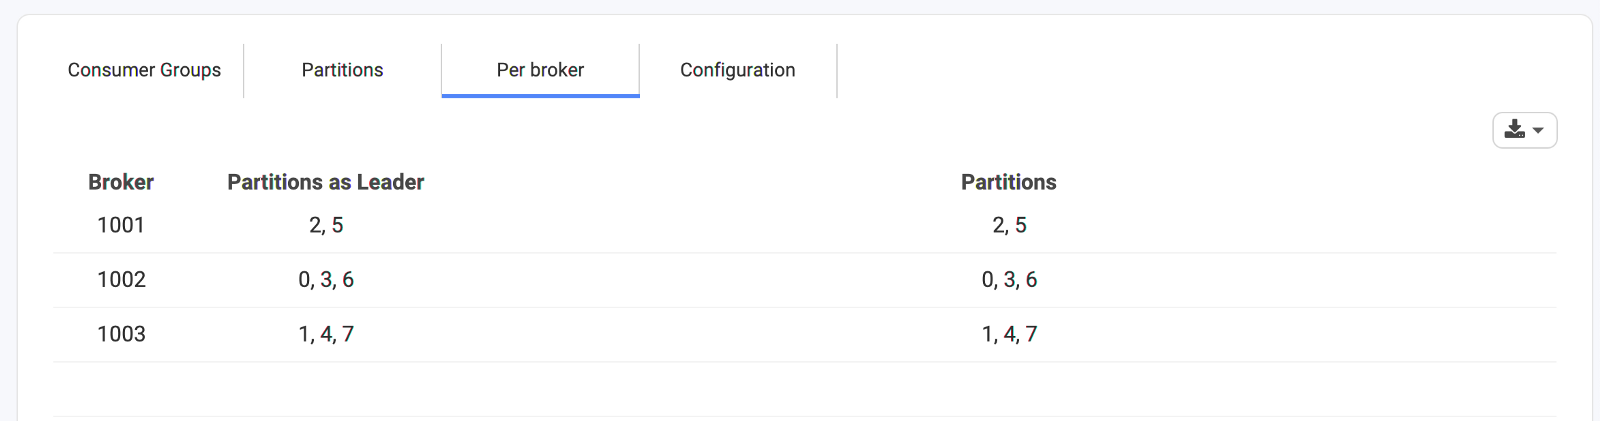 Consumer Groups Partitions Per broker Configuration
Broker Partitions as Leader Partitions
1001 2, 5 2, 5
1002 0, 3, 6 0, 3, 6
1003 1, 4, 7 1, 4, 7